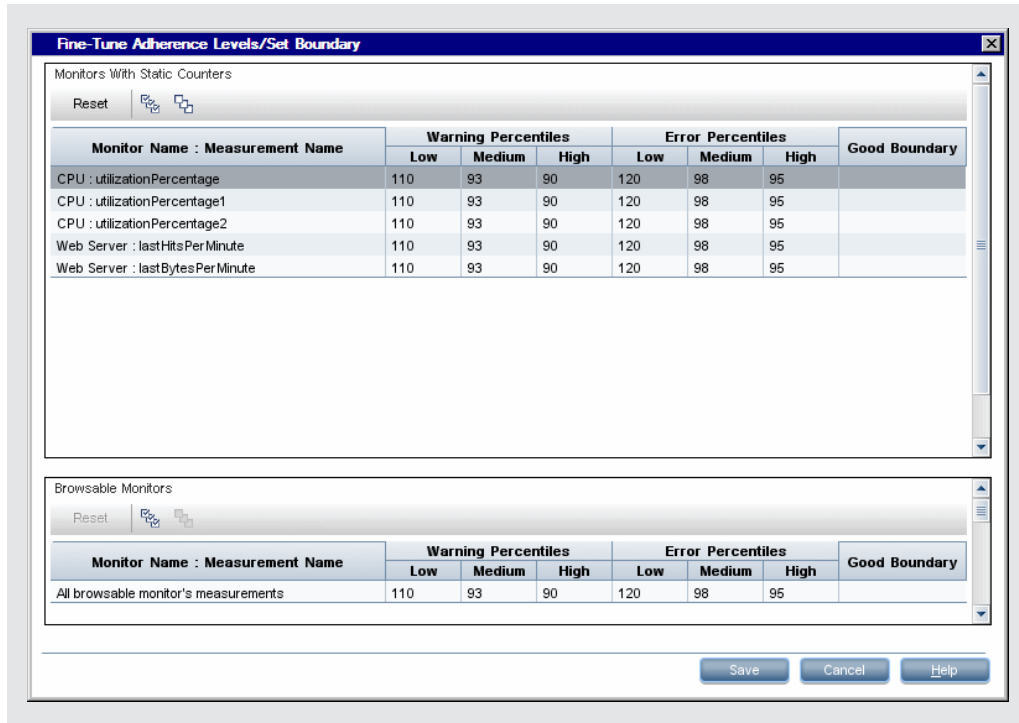 Fine-Tune Adherence Levels/Set Boundary
Monitors With Static Counters
Reset
Monitor Name : Measurement Name Warning Percentiles Error Percentiles Good Boundary
Low Medium High Low Medium High
CPU : utilizationPercentage 110 93 90 120 98 95
CPU : utilizationPercentage1 110 93 90 120 98 95
CPU : utilizationPercentage2 110 93 90 120 98 95
Web Server : lastHitsPerMinute 110 93 90 120 98 95
Web Server : lastBytesPerMinute 110 93 90 120 98 95
Browsable Monitors
Reset
Monitor Name : Measurement Name Warning Percentiles Error Percentiles Good Boundary
Low Medium High Low Medium High
All browsable monitor's measurements 110 93 90 120 98 95
Save Cancel Help